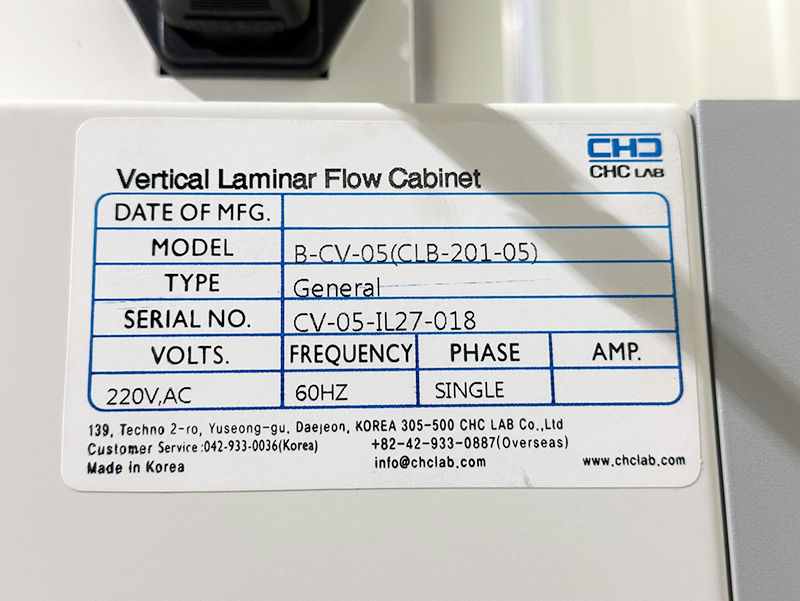 CHC
CHC LAB
Vertical Laminar Flow Cabinet
DATE OF MFG.
MODEL B-CV-05(CLB-201-05)
TYPE General
SERIAL NO. CV-05-IL27-018
VOLTS. FREQUENCY PHASE AMP.
220V,AC 60HZ SINGLE
139, Techno 2-ro, Yuseong-gu, Daejeon, KOREA 305-500 CHC LAB Co.,Ltd
Customer Service :042-933-0036(Korea) +82-42-933-0887(Overseas)
Made in Korea info@chclab.com www.chclab.com